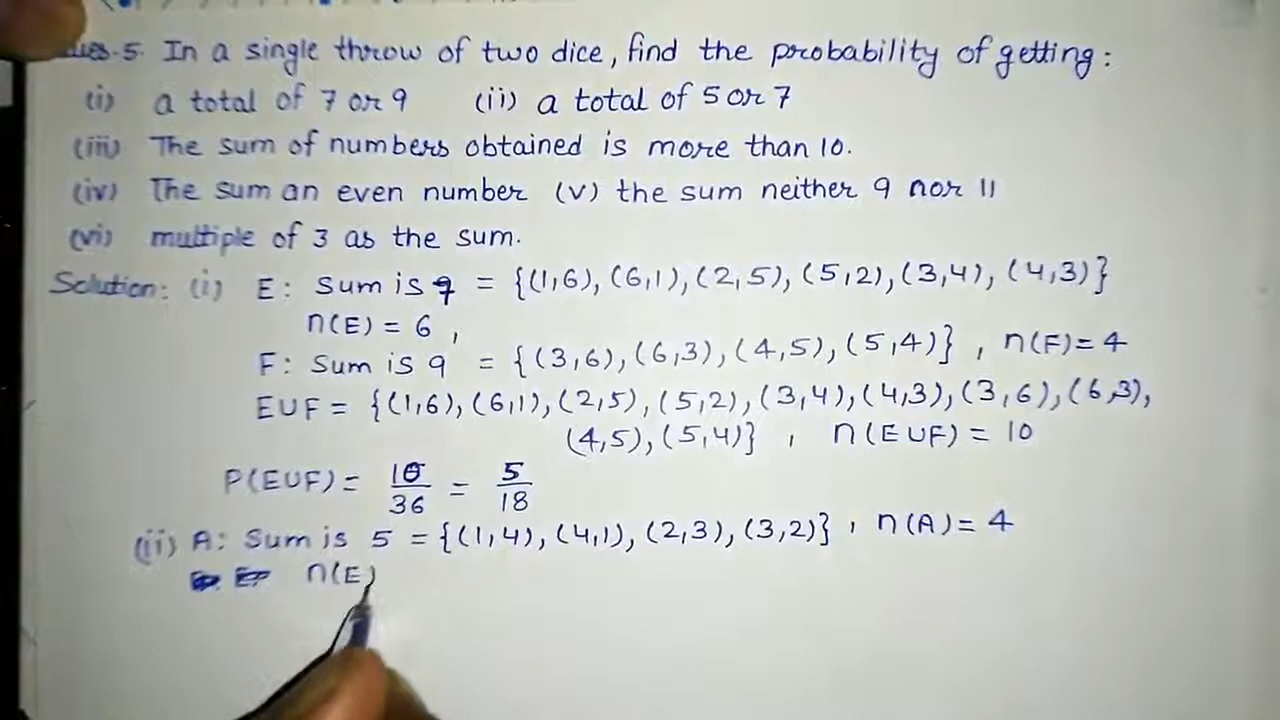 ues.5. In a single throw of two dice, find the probability of getting:
(i) a total of 7 or 9 (ii) a total of 5 or 7
(iii) The sum of numbers obtained is more than 10.
(iv) The sum an even number (v) the sum neither 9 nor 11
(vi) multiple of 3 as the sum.
Solution: (i) E: Sum is 7 = {(1,6), (6,1), (2,5), (5,2), (3,4), (4,3)}
n(E) = 6 ,
F: Sum is 9 = {(3,6), (6,3), (4,5), (5,4)} , n(F) = 4
EUF = {(1,6), (6,1), (2,5), (5,2), (3,4), (4,3), (3,6), (6,3),
(4,5), (5,4)} , n(EUF) = 10
P(EUF) = 10/36 = 5/18
(ii) A: Sum is 5 = {(1,4), (4,1), (2,3), (3,2)} , n(A) = 4
n(E)